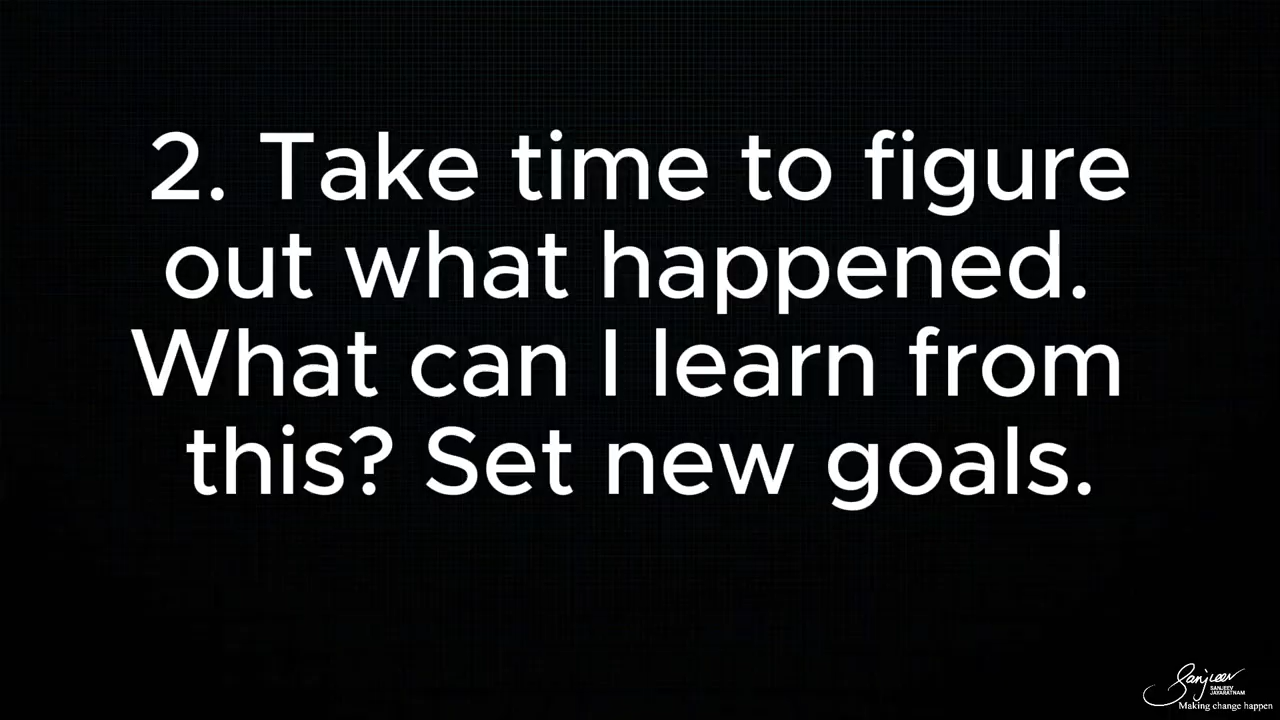 2. Take time to figure
out what happened.
What can I learn from
this? Set new goals.
Sanjeev
SANJEEV
JAYARATNAM
Making change happen